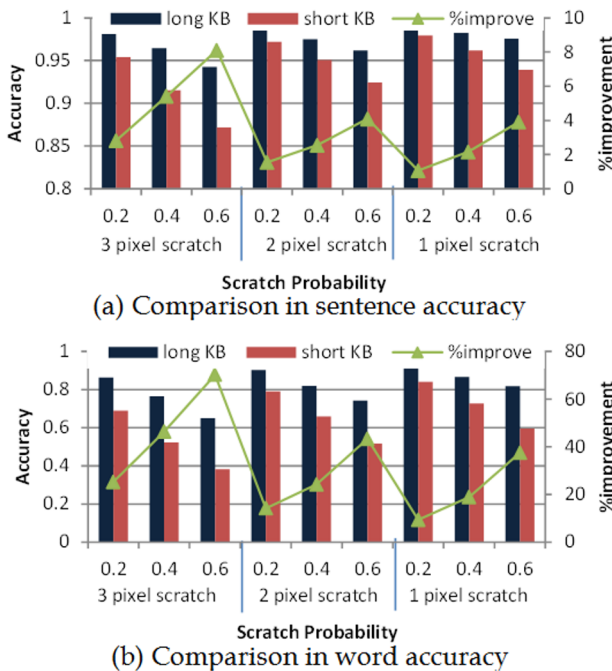 long KB short KB %improve
1 10
0.95 8
0.9 6
0.85 4
2
0.8 0
Accuracy
%improvement
0.2 0.4 0.6 0.2 0.4 0.6 0.2 0.4 0.6
3 pixel scratch 2 pixel scratch 1 pixel scratch
Scratch Probability
(a) Comparison in sentence accuracy
long KB short KB %improve
1 80
0.8 60
0.6
0.4 40
0.2 20
0 0
Accuracy
%improvement
0.2 0.4 0.6 0.2 0.4 0.6 0.2 0.4 0.6
3 pixel scratch 2 pixel scratch 1 pixel scratch
Scratch Probability
(b) Comparison in word accuracy